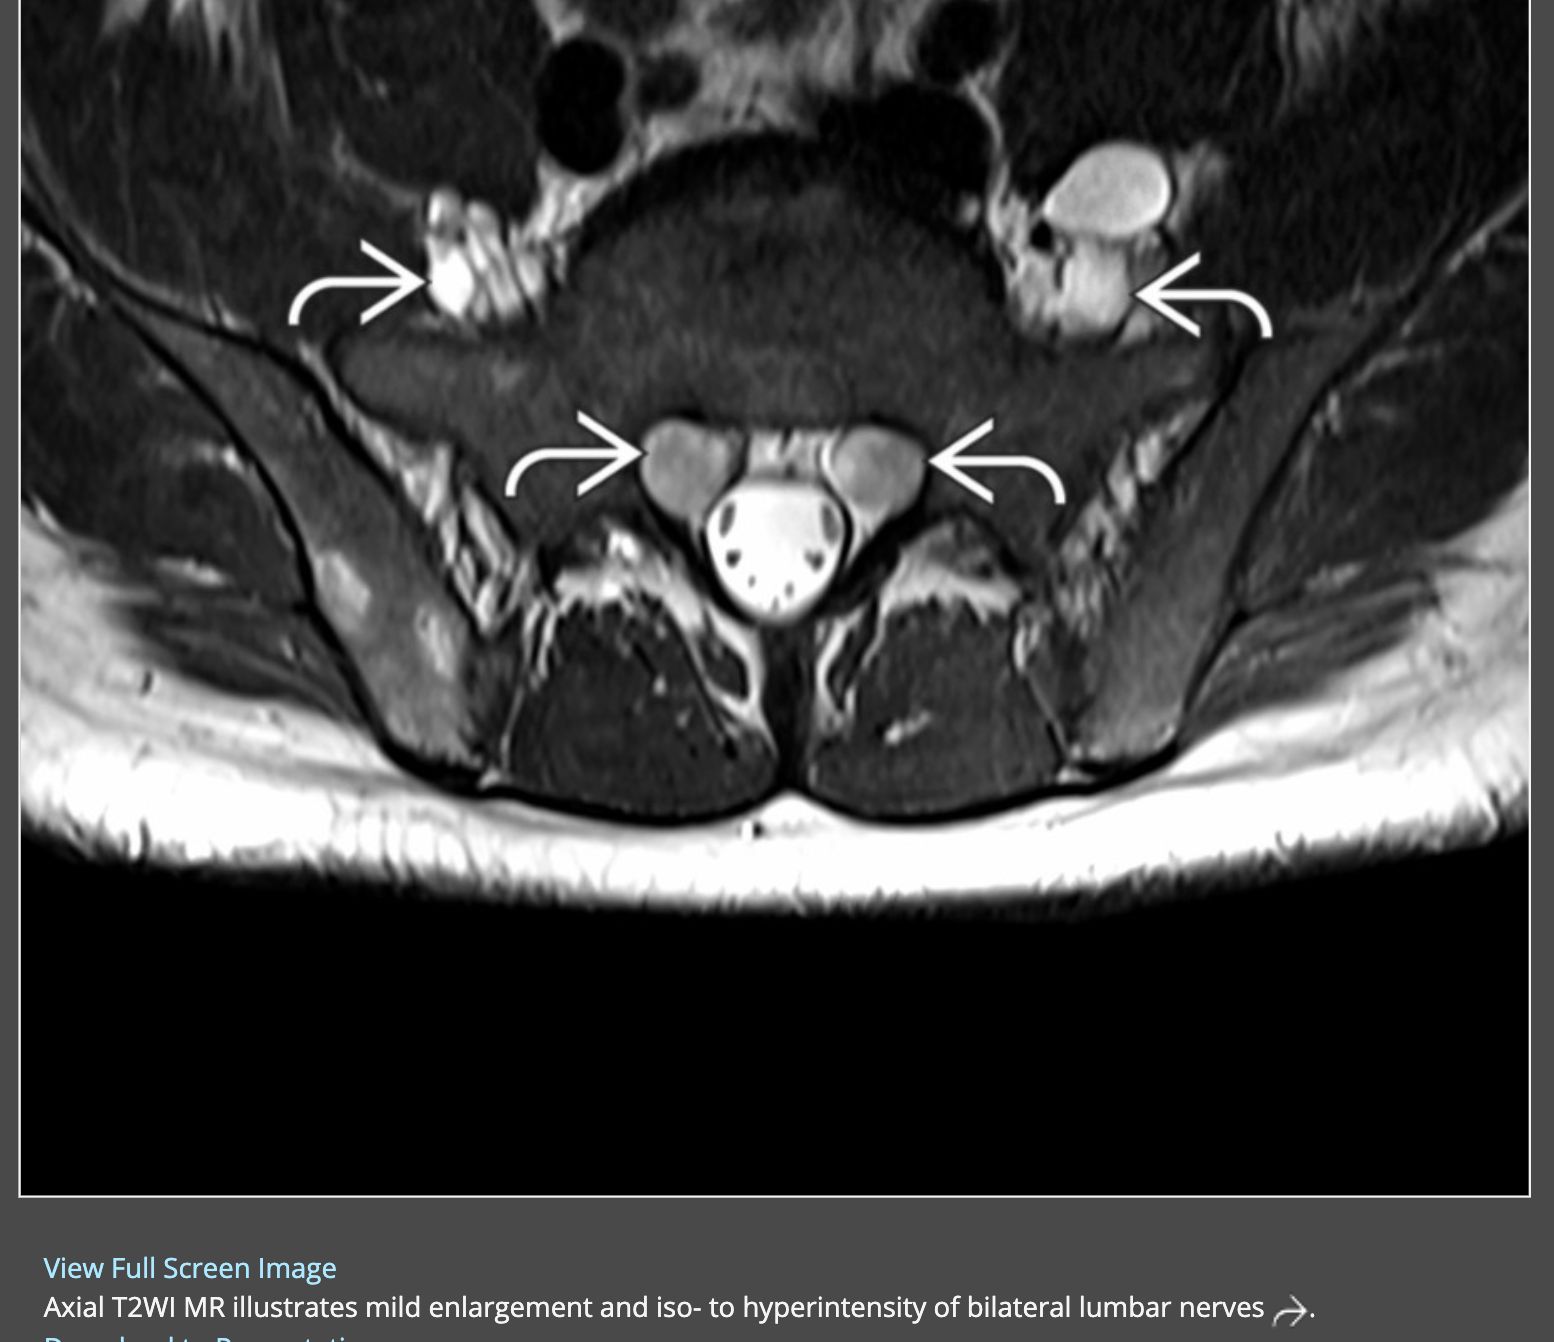 View Full Screen Image
Axial T2WI MR illustrates mild enlargement and iso- to hyperintensity of bilateral lumbar nerves .